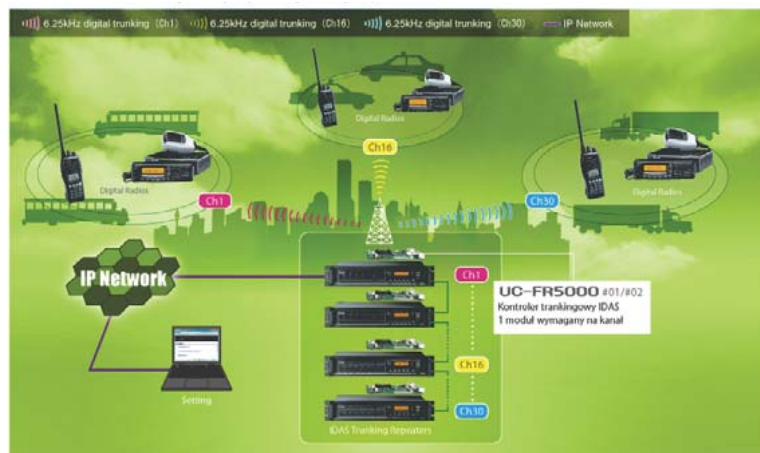 6.25kHz digital trunking (Ch1) 6.25kHz digital trunking (Ch16) 6.25kHz digital trunking (Ch30) IP Network
Digital Radios
Ch16
Digital Radios
Digital Radios
Ch1
Ch30
IP Network
Ch1
UC-FR5000 #01/#02
Kontroler trankingowy IDAS
1 moduł wymagany na kanał
Ch16
Setting
Ch30
IDAS Trunking Repeaters